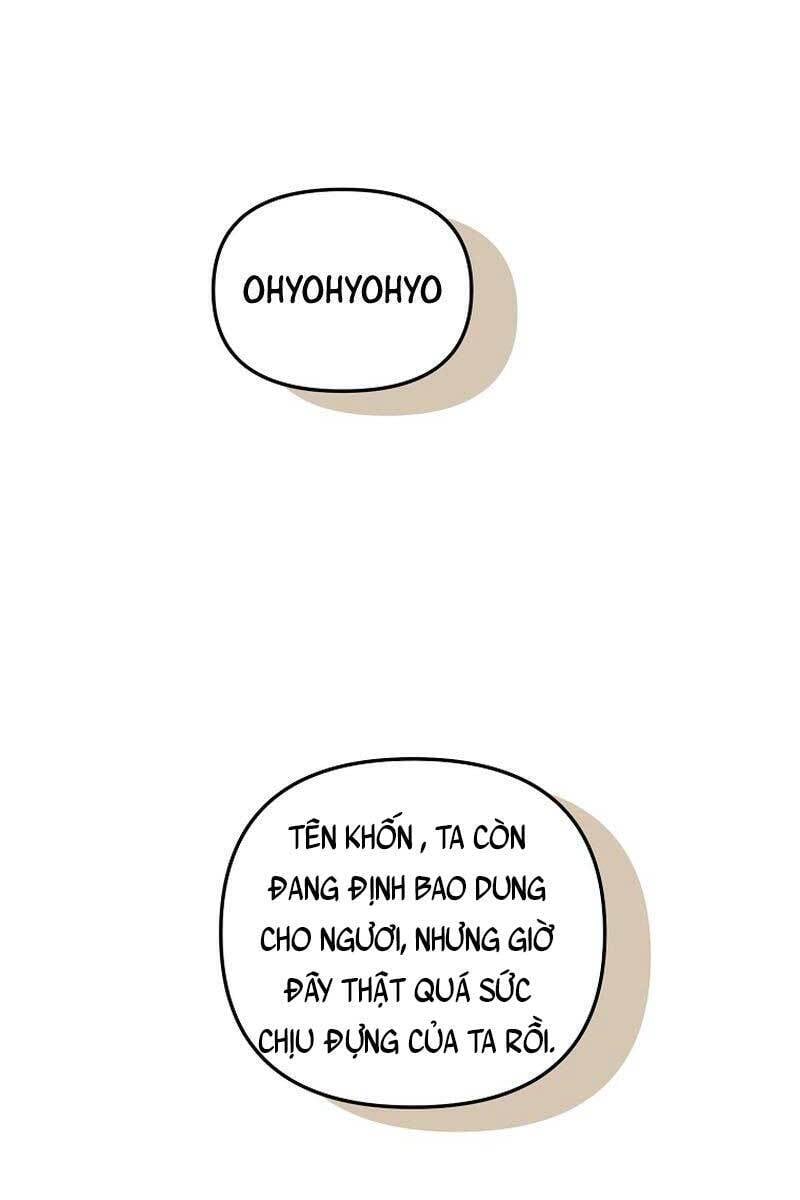 OHYOHYOHYO
TÊN KHỐN , TA CÒN
ĐANG ĐỊNH BAO DUNG
CHO NGƯƠI, NHƯNG GIỜ
ĐÂY THẬT QUÁ SỨC
CHỊU ĐỰNG CỦA TA RỒI.